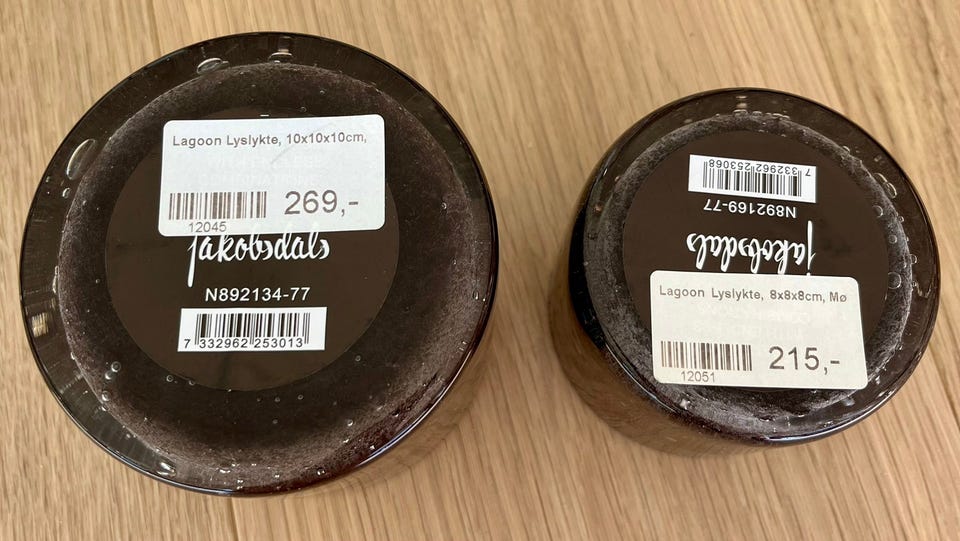 Lagoon Lyslykte, 10x10x10cm,
269,-
12045
jakobsdals
N892134-77
7 332962 253013
7 332962 253068
N892169-77
jakobsdals
Lagoon Lyslykte, 8x8x8cm, Mø
215,-
12051